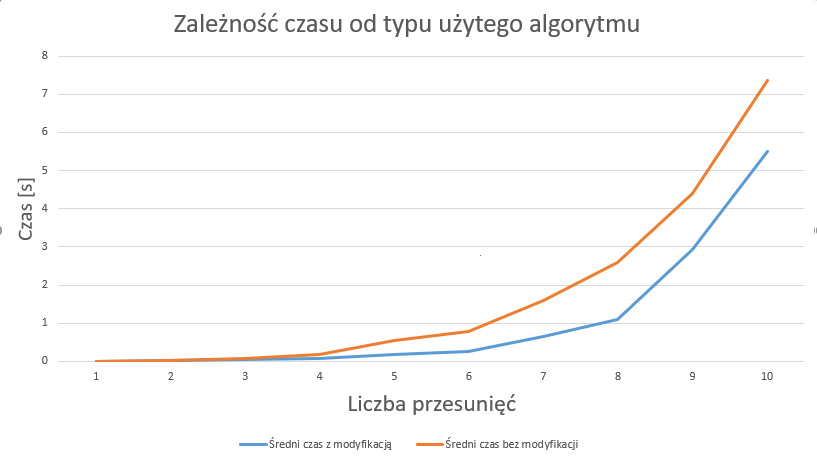 Zależność czasu od typu użytego algorytmu
8
7
6
5
4
3
2
1
0
Czas [s]
1 2 3 4 5 6 7 8 9 10
Liczba przesunięć
Średni czas z modyfikacją Średni czas bez modyfikacji